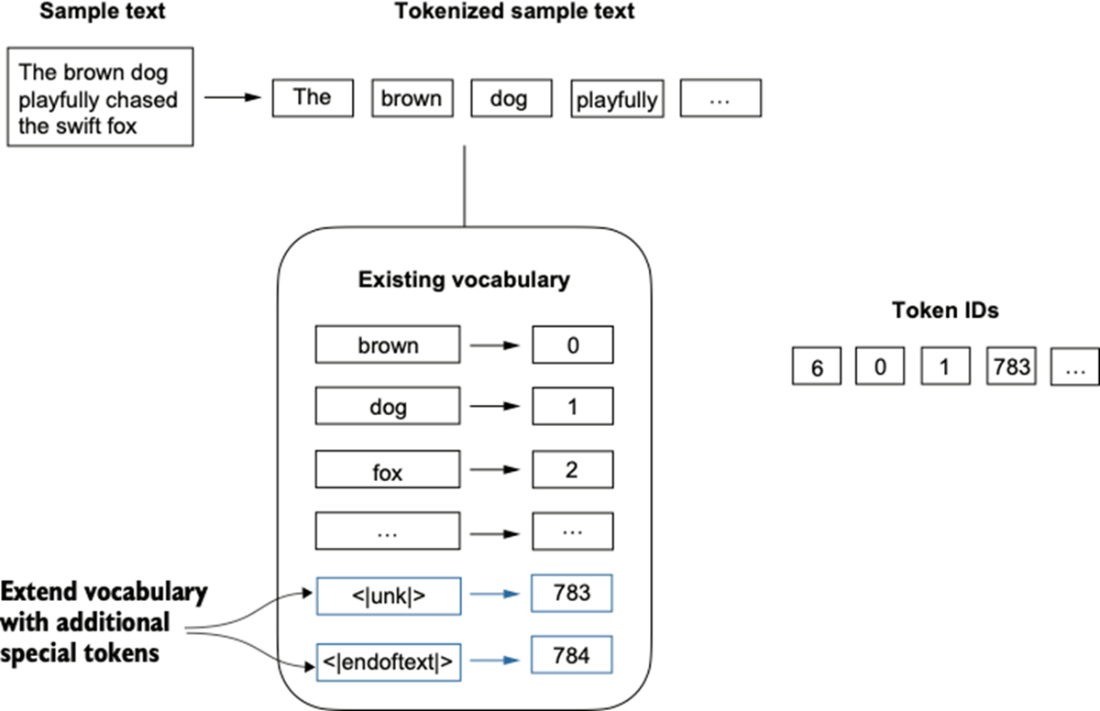 Sample text
Tokenized sample text
The brown dog
playfully chased
the swift fox
The brown dog playfully ...
Existing vocabulary
brown 0
dog 1
fox 2
... ...
<|unk|> 783
<|endoftext|> 784
Token IDs
6 0 1 783 ...
Extend vocabulary
with additional
special tokens